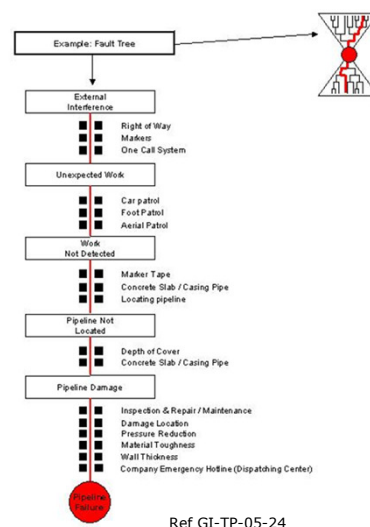 Example: Fault Tree
External
Interference
Right of Way
Markers
One Call System
Unexpected Work
Car patrol
Foot Patrol
Aerial Patrol
Work
Not Detected
Marker Tape
Concrete Slab / Casing Pipe
Locating pipeline
Pipeline Not
Located
Depth of Cover
Concrete Slab / Casing Pipe
Pipeline Damage
Inspection & Repair / Maintenance
Damage Location
Pressure Reduction
Material Toughness
Wall Thickness
Company Emergency Hotline (Dispatching Center)
Pipeline
Failure
Ref GI-TP-05-24